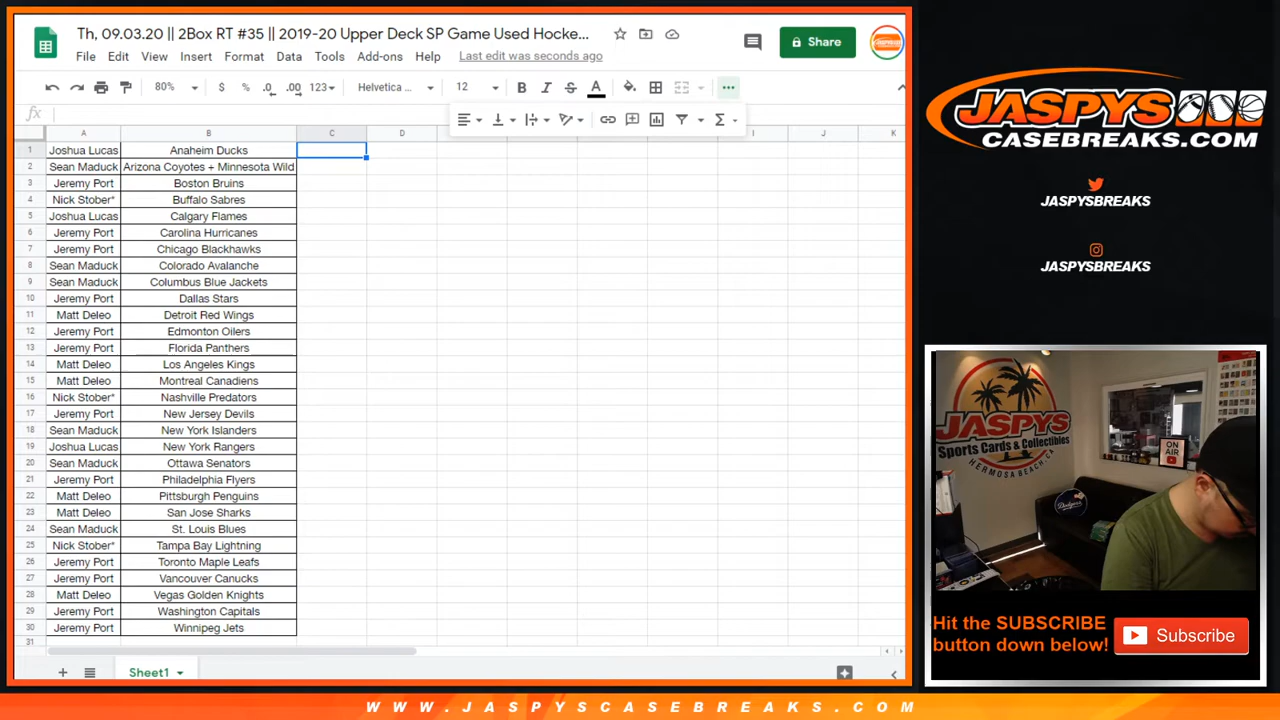 Th, 09.03.20 || 2Box RT #35 || 2019-20 Upper Deck SP Game Used Hocke...
File Edit View Insert Format Data Tools Add-ons Help Last edit was seconds ago
Share
80% $ % .0 .00 123 Helvetica ... 12 B I S A
fx
A B C D I J K
1 Joshua Lucas Anaheim Ducks
2 Sean Maduck Arizona Coyotes + Minnesota Wild
3 Jeremy Port Boston Bruins
4 Nick Stober* Buffalo Sabres
5 Joshua Lucas Calgary Flames
6 Jeremy Port Carolina Hurricanes
7 Jeremy Port Chicago Blackhawks
8 Sean Maduck Colorado Avalanche
9 Sean Maduck Columbus Blue Jackets
10 Jeremy Port Dallas Stars
11 Matt Deleo Detroit Red Wings
12 Jeremy Port Edmonton Oilers
13 Jeremy Port Florida Panthers
14 Matt Deleo Los Angeles Kings
15 Matt Deleo Montreal Canadiens
16 Nick Stober* Nashville Predators
17 Jeremy Port New Jersey Devils
18 Sean Maduck New York Islanders
19 Joshua Lucas New York Rangers
20 Sean Maduck Ottawa Senators
21 Jeremy Port Philadelphia Flyers
22 Matt Deleo Pittsburgh Penguins
23 Matt Deleo San Jose Sharks
24 Sean Maduck St. Louis Blues
25 Nick Stober* Tampa Bay Lightning
26 Jeremy Port Toronto Maple Leafs
27 Jeremy Port Vancouver Canucks
28 Matt Deleo Vegas Golden Knights
29 Jeremy Port Washington Capitals
30 Jeremy Port Winnipeg Jets
31
Sheet1
JASPYS
CASEBREAKS.COM
JASPYSBREAKS
JASPYSBREAKS
JASPYS
Sports Cards & Collectibles
HERMOSA BEACH, CA
ON
AIR
Dodgers
Hit the SUBSCRIBE
button down below!
Subscribe
WWW.JASPYSCASEBREAKS.COM